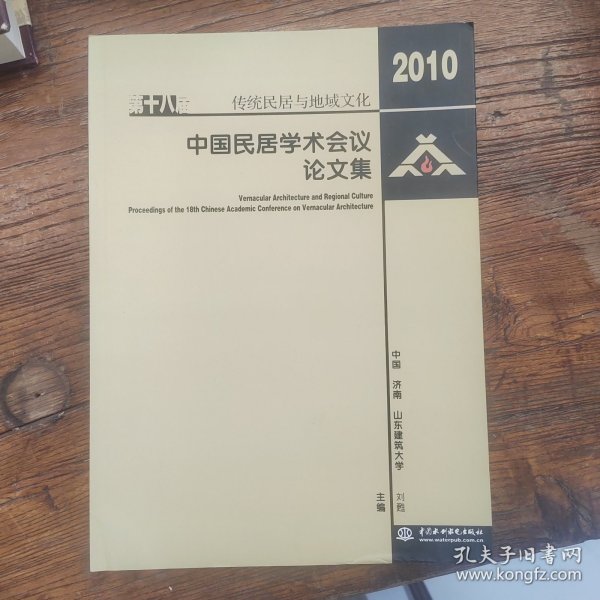 2010
第十八届
传统民居与地域文化
中国民居学术会议
论文集
Vernacular Architecture and Regional Culture
Proceedings of the 18th Chinese Academic Conference on Vernacular Architecture
中国 济南 山东建筑大学
主编 刘甦
中国水利水电出版社
www.waterpub.com.cn
孔夫子旧书网
www.kongfz.com